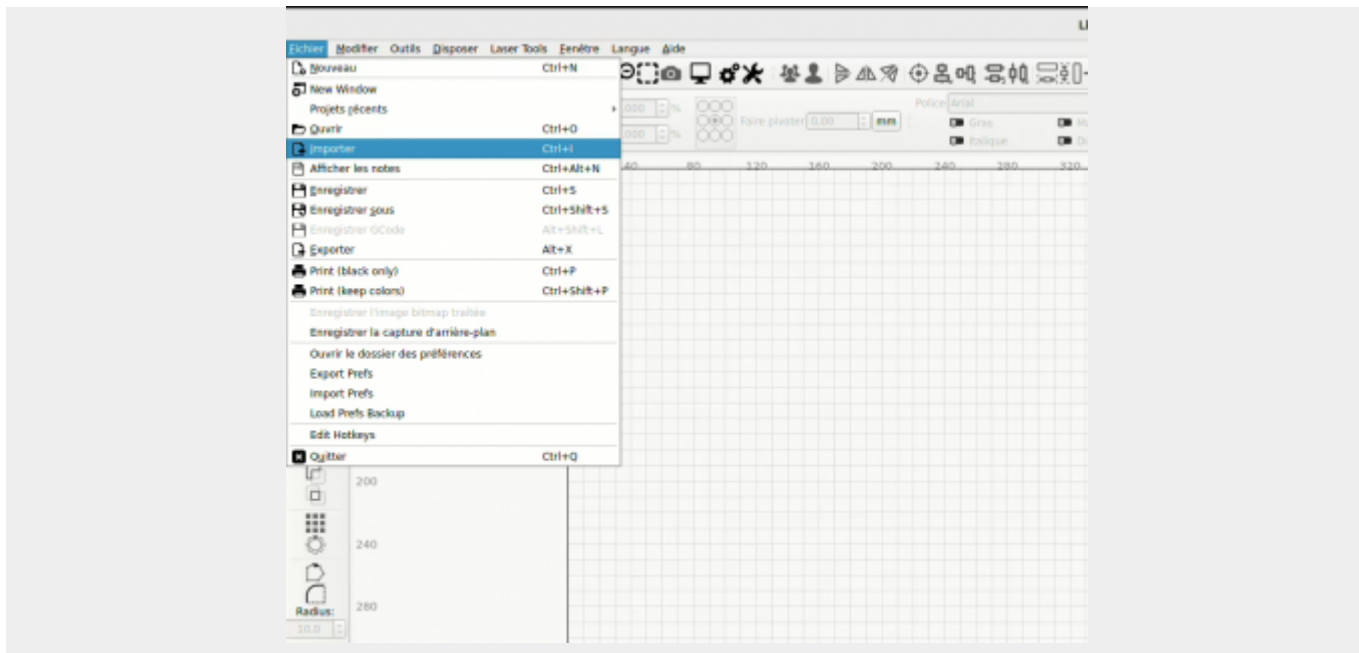 Fichier Modifier Outils Disposer Laser Tools Fenêtre Langue Aide
Nouveau Ctrl+N
New Window
Projets récents
Ouvrir Ctrl+O
Importer Ctrl+I
Afficher les notes Ctrl+Alt+N
Enregistrer Ctrl+S
Enregistrer sous Ctrl+Shift+S
Enregistrer GCode Alt+Shift+L
Exporter Alt+X
Print (black only) Ctrl+P
Print (keep colors) Ctrl+Shift+P
Enregistrer l'image bitmap traitée
Enregistrer la capture d'arrière-plan
Ouvrir le dossier des préférences
Export Prefs
Import Prefs
Load Prefs Backup
Edit Hotkeys
Quitter Ctrl+Q
.000 %
.000 %
Faire pivoter 0.00 mm
Police Arial
Gras
Italique
40 80 120 160 200 240 280 320
200
240
280
Radius:
10.0